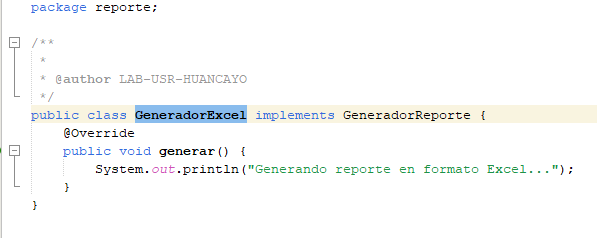 package reporte;
/**
 *
 * @author LAB-USR-HUANCAYO
 */
public class GeneradorExcel implements GeneradorReporte {
    @Override
    public void generar() {
        System.out.println("Generando reporte en formato Excel...");
    }
}